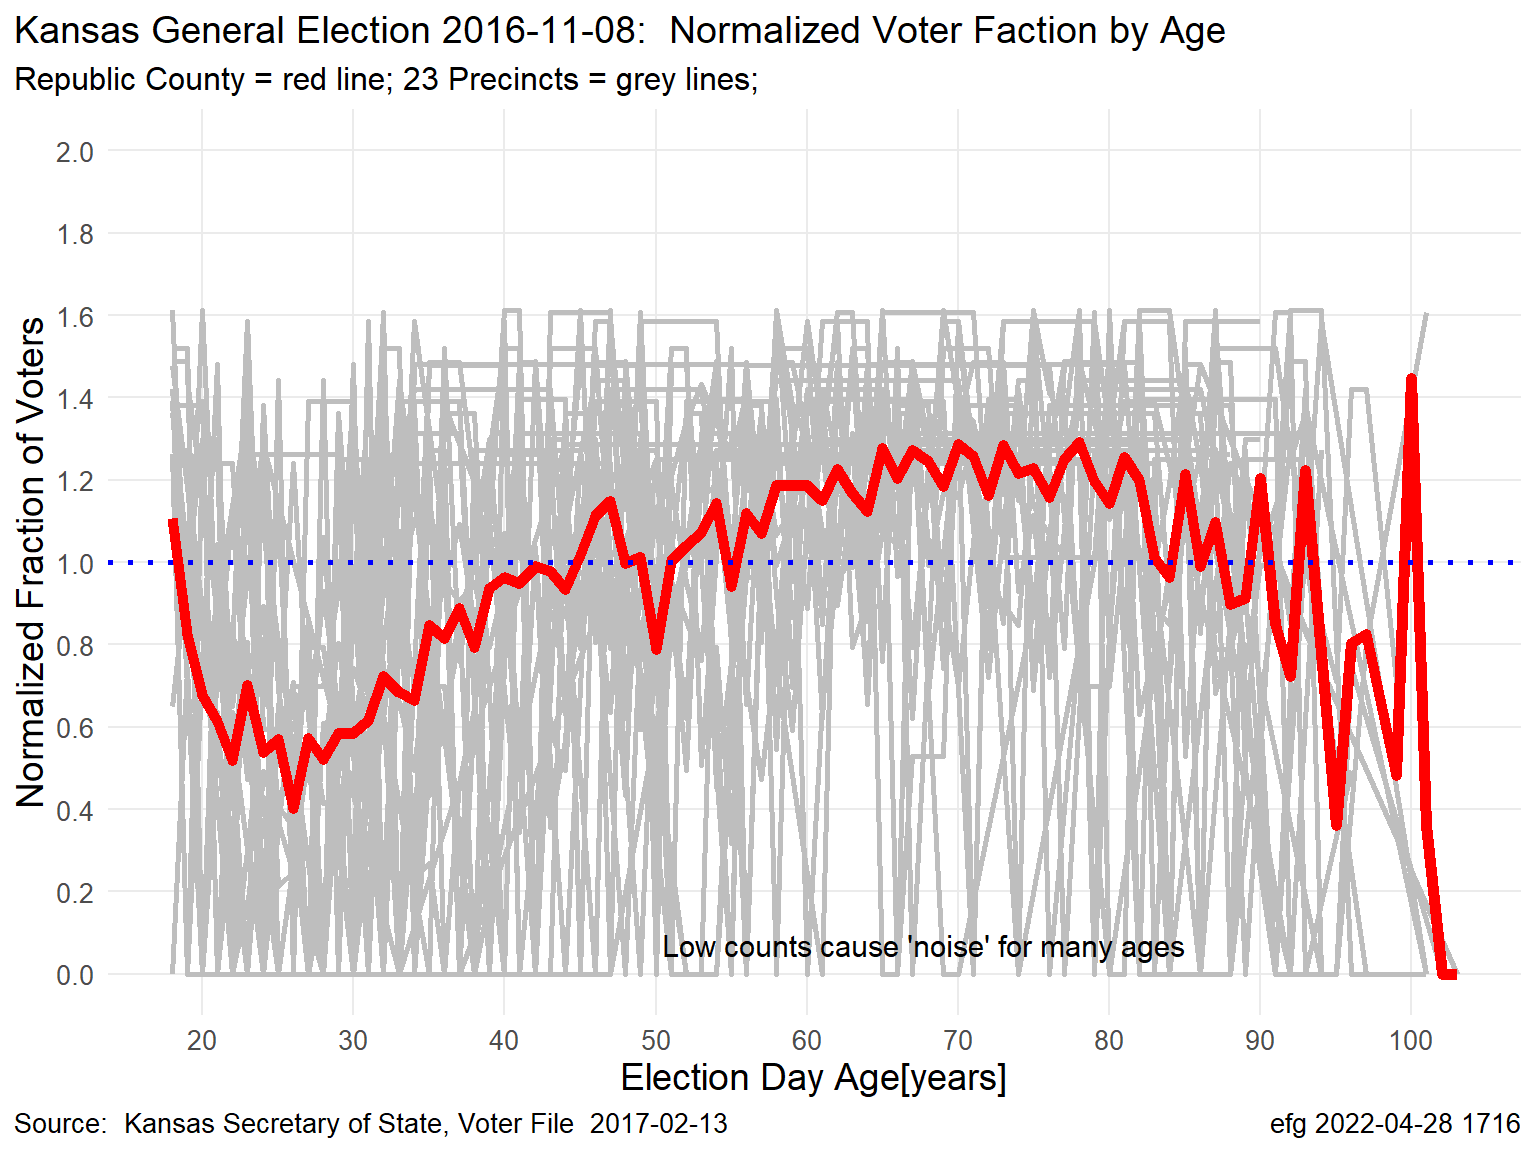 Kansas General Election 2016-11-08:  Normalized Voter Faction by Age
Republic County = red line; 23 Precincts = grey lines;
Normalized Fraction of Voters
2.0
1.8
1.6
1.4
1.2
1.0
0.8
0.6
0.4
0.2
0.0
Low counts cause 'noise' for many ages
20 30 40 50 60 70 80 90 100
Election Day Age[years]
Source:  Kansas Secretary of State, Voter File  2017-02-13
efg 2022-04-28 1716